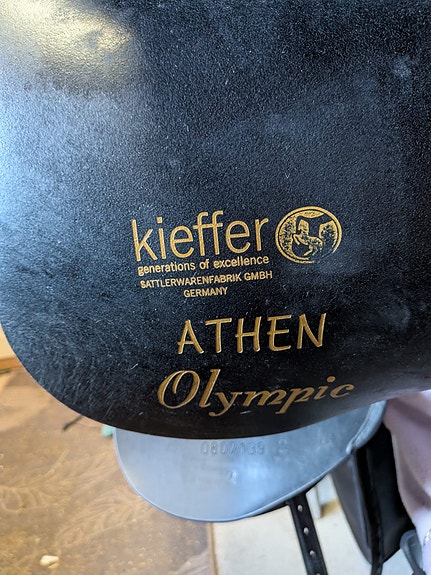 kieffer
generations of excellence
SATTLERWARENFABRIK GMBH
GERMANY
ATHEN
Olympic